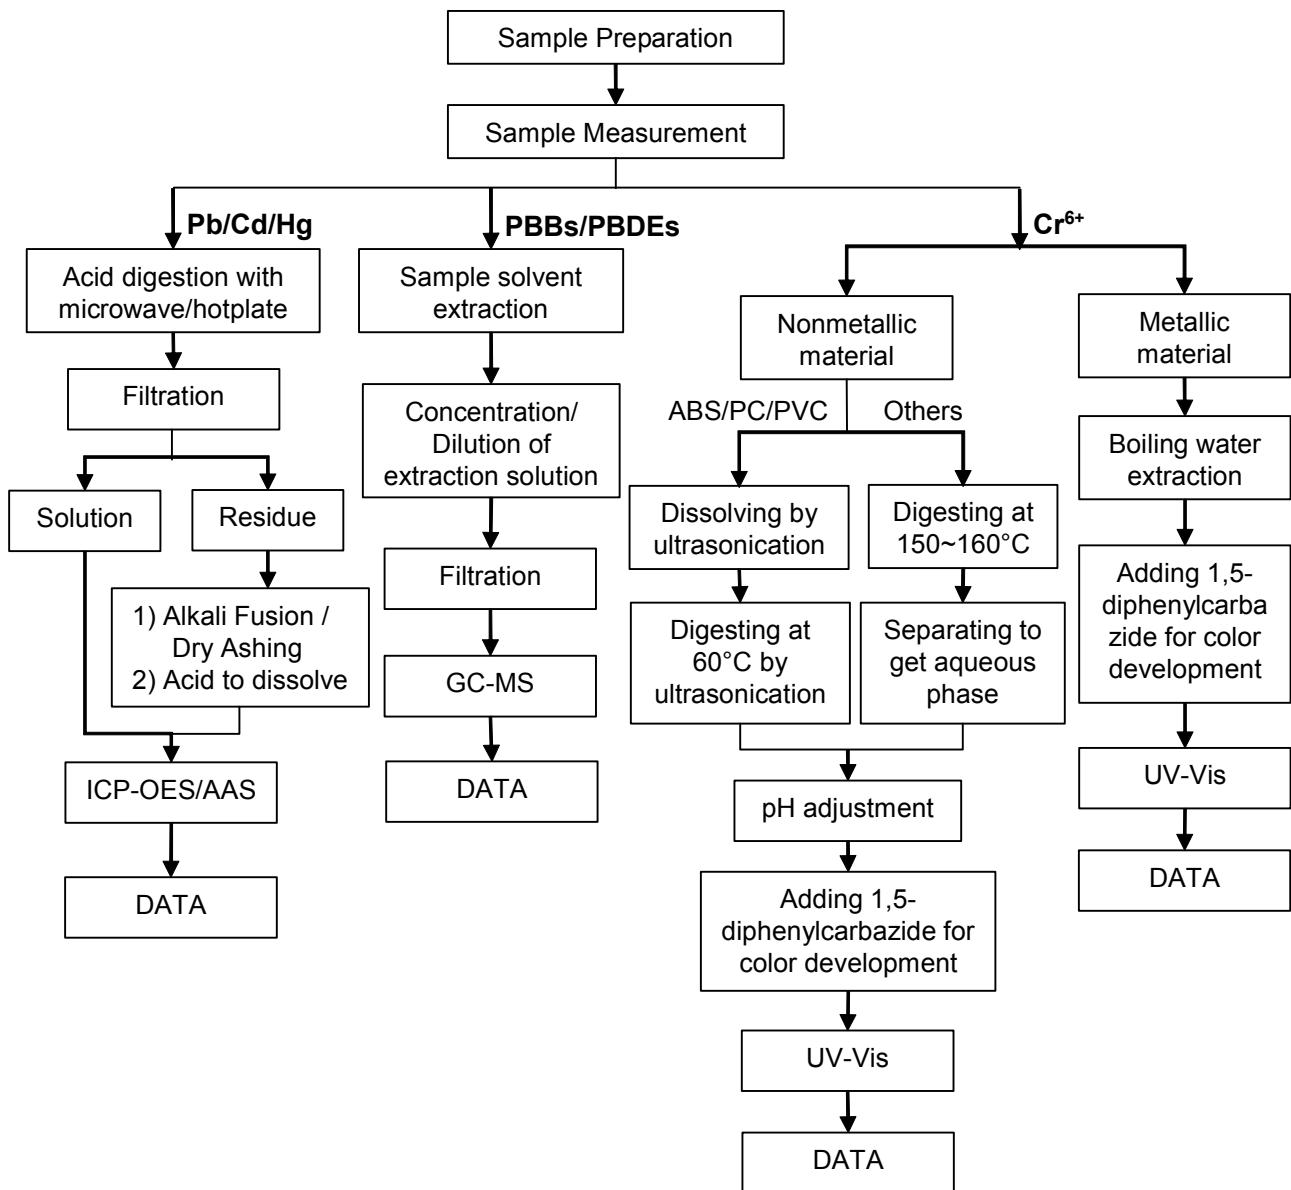 Sample Preparation
Sample Measurement
Pb/Cd/Hg
PBBs/PBDEs
Cr⁶⁺
Acid digestion with
microwave/hotplate
Filtration
Solution
Residue
1) Alkali Fusion /
Dry Ashing
2) Acid to dissolve
ICP-OES/AAS
DATA
Sample solvent
extraction
Concentration/
Dilution of
extraction solution
Filtration
GC-MS
DATA
Nonmetallic
material
ABS/PC/PVC
Others
Dissolving by
ultrasonication
Digesting at
60°C by
ultrasonication
Digesting at
150~160°C
Separating to
get aqueous
phase
pH adjustment
Adding 1,5-
diphenylcarbazide for
color development
UV-Vis
DATA
Metallic
material
Boiling water
extraction
Adding 1,5-
diphenylcarba
zide for color
development
UV-Vis
DATA